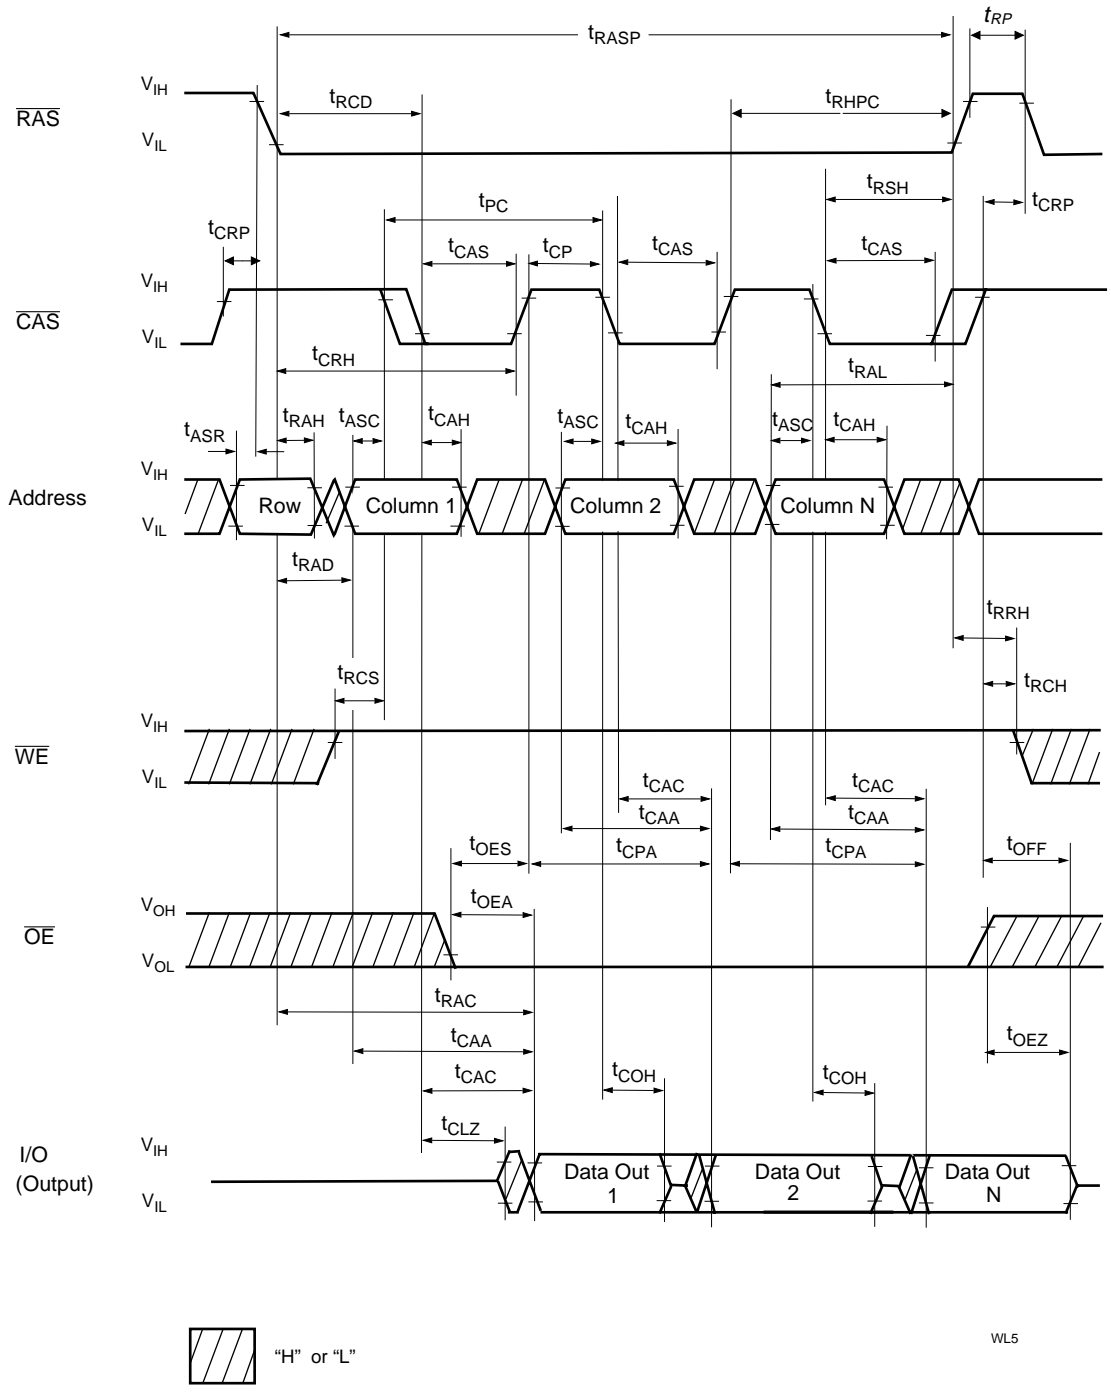 tRASP
tRP
VIH
tRCD
tRHPC
RAS
VIL
tRSH
tPC
tCRP
tCRP
tCAS
tCP
tCAS
tCAS
VIH
CAS
VIL
tCRH
tRAL
tASR
tRAH
tASC
tCAH
tASC
tCAH
tASC
tCAH
VIH
Address
Row
Column 1
Column 2
Column N
VIL
tRAD
tRRH
tRCS
tRCH
VIH
WE
VIL
tCAC
tCAC
tCAA
tCAA
tOES
tCPA
tCPA
tOFF
tOEA
VOH
OE
VOL
tRAC
tOEZ
tCAA
tCAC
tCOH
tCOH
tCLZ
VIH
I/O
(Output)
Data Out
1
Data Out
2
Data Out
N
VIL
WL5
“H” or “L”